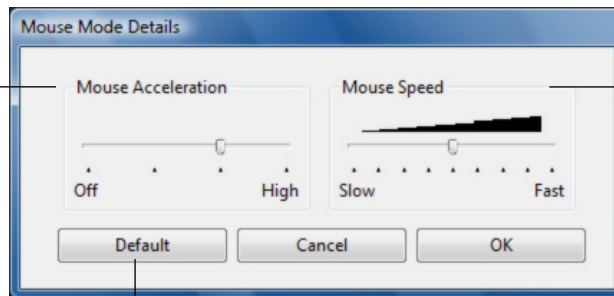 Mouse Mode Details
Mouse Acceleration
Mouse Speed
Off
High
Slow
Fast
Default
Cancel
OK